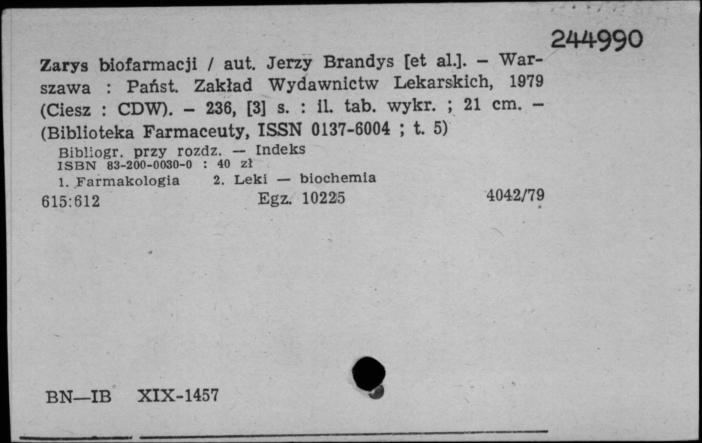 244990
Zarys biofarmacji / aut. Jerzy Brandys [et al.]. — War-
szawa : Państ. Zakład Wydawnictw Lekarskich, 1979
(Ciesz : CDW). — 236, [3] s. : il. tab. wykr. ; 21 cm. —
(Biblioteka Farmaceuty, ISSN 0137-6004 ; t. 5)
Bibliogr. przy rozdz. — Indeks
ISBN 83-200-0030-0 : 40 zł
1. Farmakologia 2. Leki — biochemia
615:612 Egz. 10225 4042/79
BN—IB XIX-1457